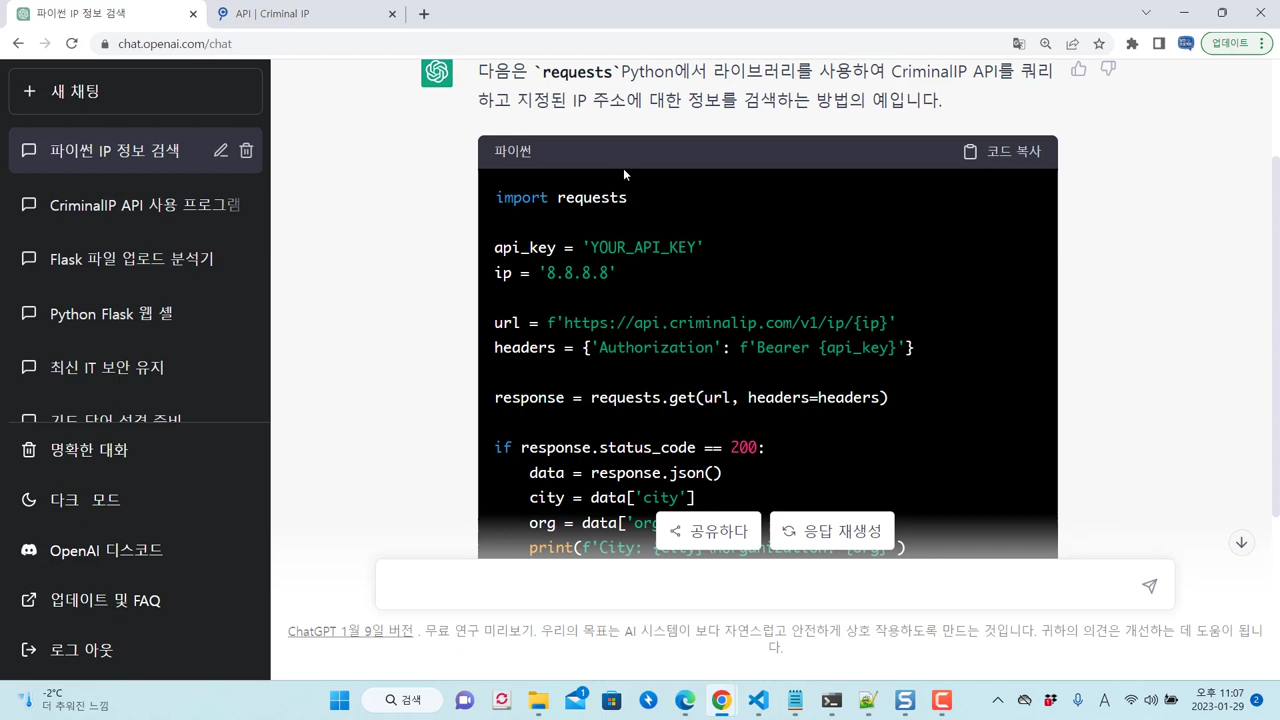 파이썬 IP 정보 검색
API | Criminal IP
chat.openai.com/chat
업데이트
새 채팅
파이썬 IP 정보 검색
CriminalIP API 사용 프로그램
Flask 파일 업로드 분석기
Python Flask 웹 셸
최신 IT 보안 유지
명확한 대화
다크 모드
OpenAI 디스코드
업데이트 및 FAQ
로그 아웃
다음은 `requests`Python에서 라이브러리를 사용하여 CriminalIP API를 쿼리
하고 지정된 IP 주소에 대한 정보를 검색하는 방법의 예입니다.
파이썬
코드 복사
import requests
api_key = 'YOUR_API_KEY'
ip = '8.8.8.8'
url = f'https://api.criminalip.com/v1/ip/{ip}'
headers = {'Authorization': f'Bearer {api_key}'}
response = requests.get(url, headers=headers)
if response.status_code == 200:
data = response.json()
city = data['city']
org = data['org
print(f'City: {city}
공유하다
응답 재생성
ChatGPT 1월 9일 버전 . 무료 연구 미리보기. 우리의 목표는 AI 시스템이 보다 자연스럽고 안전하게 상호 작용하도록 만드는 것입니다. 귀하의 의견은 개선하는 데 도움이 됩니
다.
-2°C
더 추워진 느낌
검색
1
A
오후 11:07
2023-01-29
2